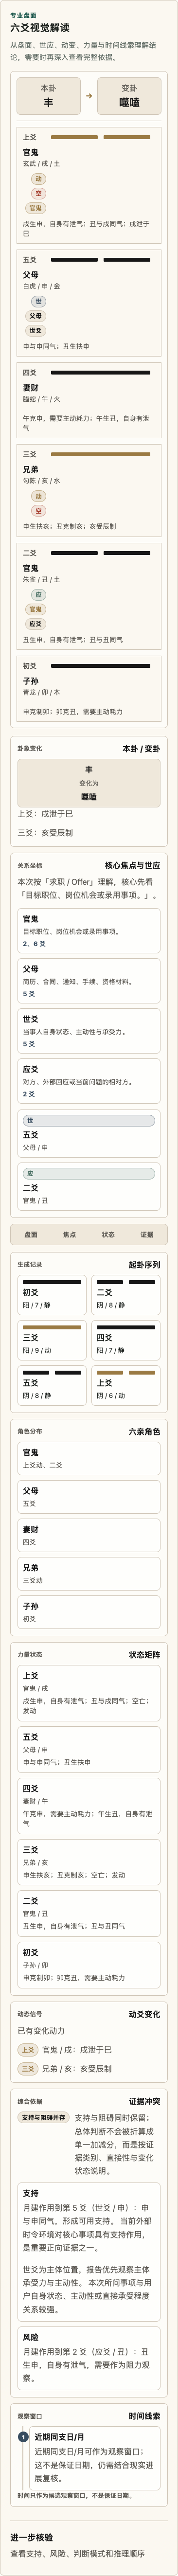 专业盘面
六爻视觉解读
从盘面、世应、动变、力量与时间线索理解结
论，需要时再深入查看完整依据。
本卦
丰
→
变卦
噬嗑
上爻
官鬼
玄武 / 戌 / 土
动
空
官鬼
戌生申，自身有泄气；丑与戌同气；戌泄于
巳
五爻
父母
白虎 / 申 / 金
世
父母
世爻
申与申同气；丑生扶申
四爻
妻财
螣蛇 / 午 / 火
午克申，需要主动耗力；午生丑，自身有泄
气
三爻
兄弟
勾陈 / 亥 / 水
动
空
申生扶亥；丑克制亥；亥受辰制
二爻
官鬼
朱雀 / 丑 / 土
应
官鬼
应爻
丑生申，自身有泄气；丑与丑同气
初爻
子孙
青龙 / 卯 / 木
申克制卯；卯克丑，需要主动耗力
卦象变化
本卦 / 变卦
丰
变化为
噬嗑
上爻：戌泄于巳
三爻：亥受辰制
关系坐标
核心焦点与世应
本次按「求职 / Offer」理解，核心先看
「目标职位、岗位机会或录用事项。」。
官鬼
目标职位、岗位机会或录用事项。
2、6 爻
父母
简历、合同、通知、手续、资格材料。
5 爻
世爻
当事人自身状态、主动性与承受力。
5 爻
应爻
对方、外部回应或当前问题的相对方。
2 爻
世
五爻
父母 / 申
应
二爻
官鬼 / 丑
盘面
焦点
状态
证据
生成记录
起卦序列
初爻
阳 / 7 / 静
二爻
阴 / 8 / 静
三爻
阳 / 9 / 动
四爻
阳 / 7 / 静
五爻
阴 / 8 / 静
上爻
阴 / 6 / 动
角色分布
六亲角色
官鬼
上爻动、二爻
父母
五爻
妻财
四爻
兄弟
三爻动
子孙
初爻
力量状态
状态矩阵
上爻
官鬼 / 戌
戌生申，自身有泄气；丑与戌同气；空亡；
发动
五爻
父母 / 申
申与申同气；丑生扶申
四爻
妻财 / 午
午克申，需要主动耗力；午生丑，自身有泄
气
三爻
兄弟 / 亥
申生扶亥；丑克制亥；空亡；发动
二爻
官鬼 / 丑
丑生申，自身有泄气；丑与丑同气
初爻
子孙 / 卯
申克制卯；卯克丑，需要主动耗力
动态信号
动爻变化
已有变化动力
上爻
官鬼 / 戌：戌泄于巳
三爻
兄弟 / 亥：亥受辰制
综合依据
证据冲突
支持与阻碍并存
支持与阻碍同时保留；
总体判断不会被折算成
单一加减分，而是按证
据类别、直接性与变化
状态说明。
支持
月建作用到第 5 爻（世爻 / 申）：申
与申同气，形成可用支持。 当前外部
时令环境对核心事项具有支持作用，
是重要正向证据之一。
世爻为主体位置，报告优先观察主体
承受力与主动性。 本次所问事项与用
户自身状态、主动性或直接承受程度
关系较强。
风险
月建作用到第 2 爻（应爻 / 丑）：丑
生申，自身有泄气，需要作为阻力观
察。
观察窗口
时间线索
1
近期同支日/月
近期同支日/月可作为观察窗口；
这不是保证日期，仍需结合现实进
展复核。
时间只作为候选观察窗口，不是保证日期。
进一步核验
查看支持、风险、判断模式和推理顺序